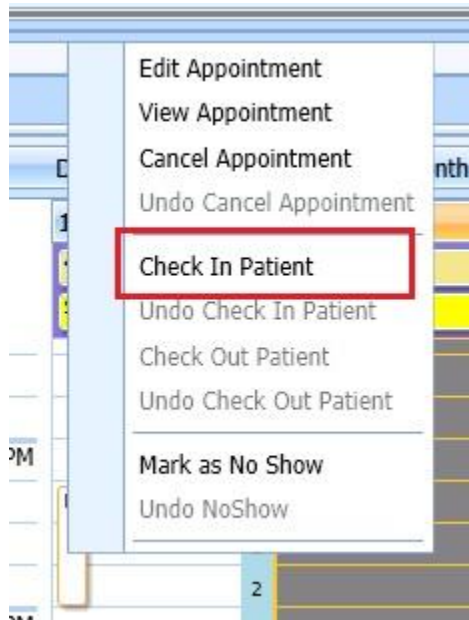 Edit Appointment
View Appointment
Cancel Appointment
Undo Cancel Appointment
Check In Patient
Undo Check In Patient
Check Out Patient
Undo Check Out Patient
Mark as No Show
Undo NoShow
2